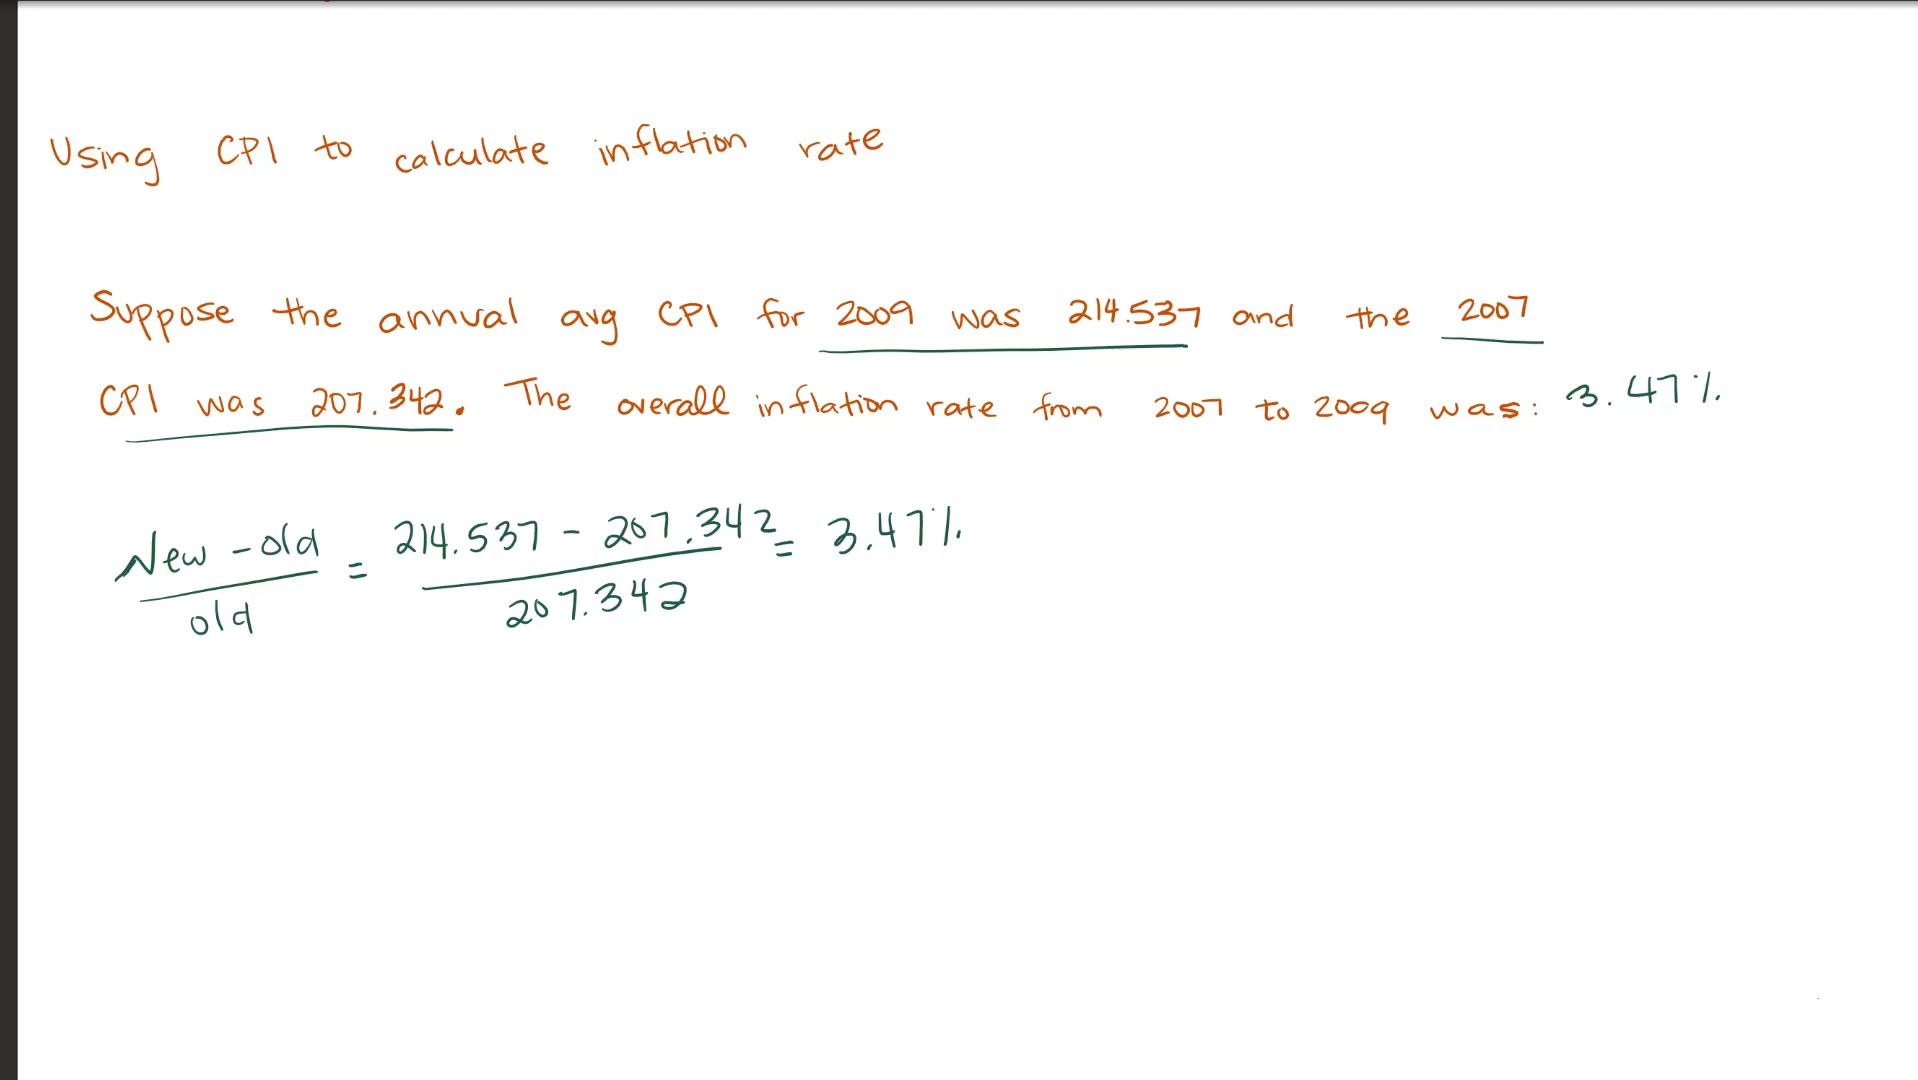 Using CPI to calculate inflation rate
Suppose the annual avg CPI for 2009 was 214.537 and the 2007
CPI was 207.342. The overall inflation rate from 2007 to 2009 was: 3.47%
New - old = 214.537 - 207.342 = 3.47%
old 207.342